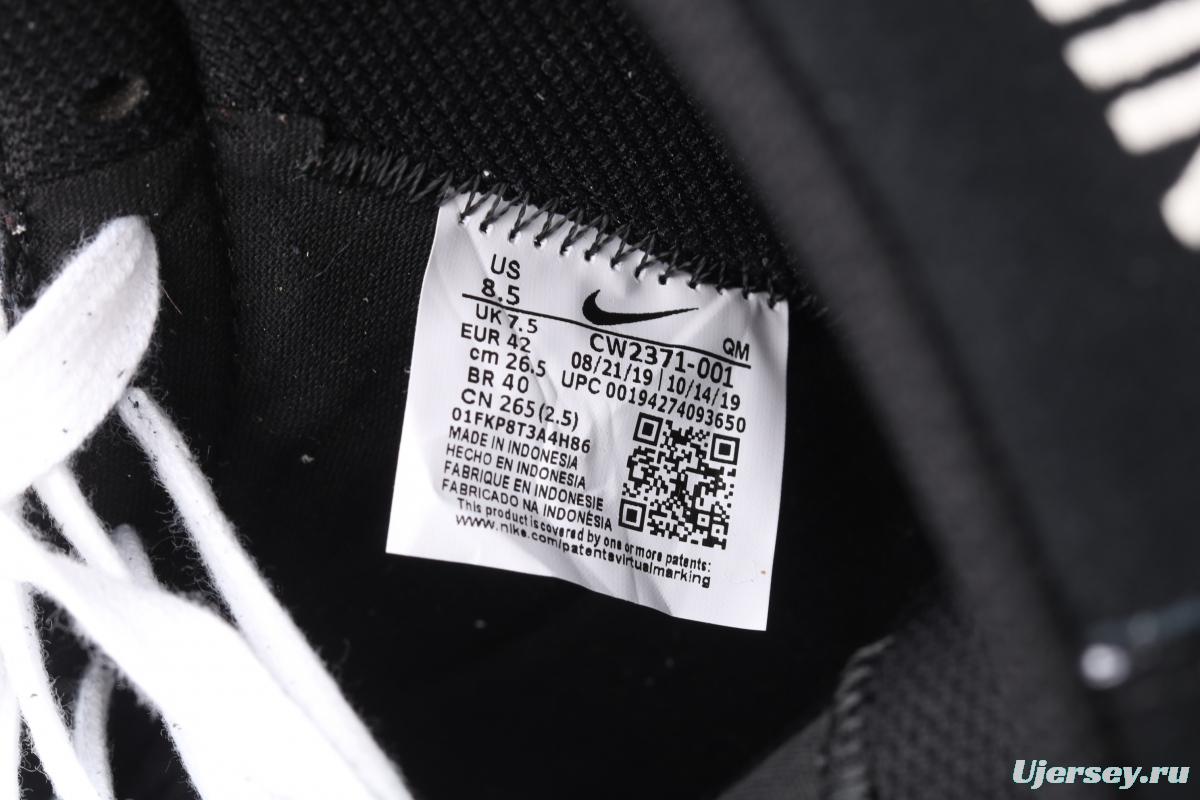 US
8.5
UK 7.5
EUR 42
cm 26.5
BR 40
CN 265 (2.5)
QM
CW2371-001
08/21/19 | 10/14/19
UPC 00194274093650
01FKP8T3A4H86
MADE IN INDONESIA
HECHO EN INDONESIA
FABRIQUE EN INDONESIE
FABRICADO NA INDONÉSIA
This product is covered by one or more patents:
www.nike.com/patentsvirtualmarking
Ujersey.ru